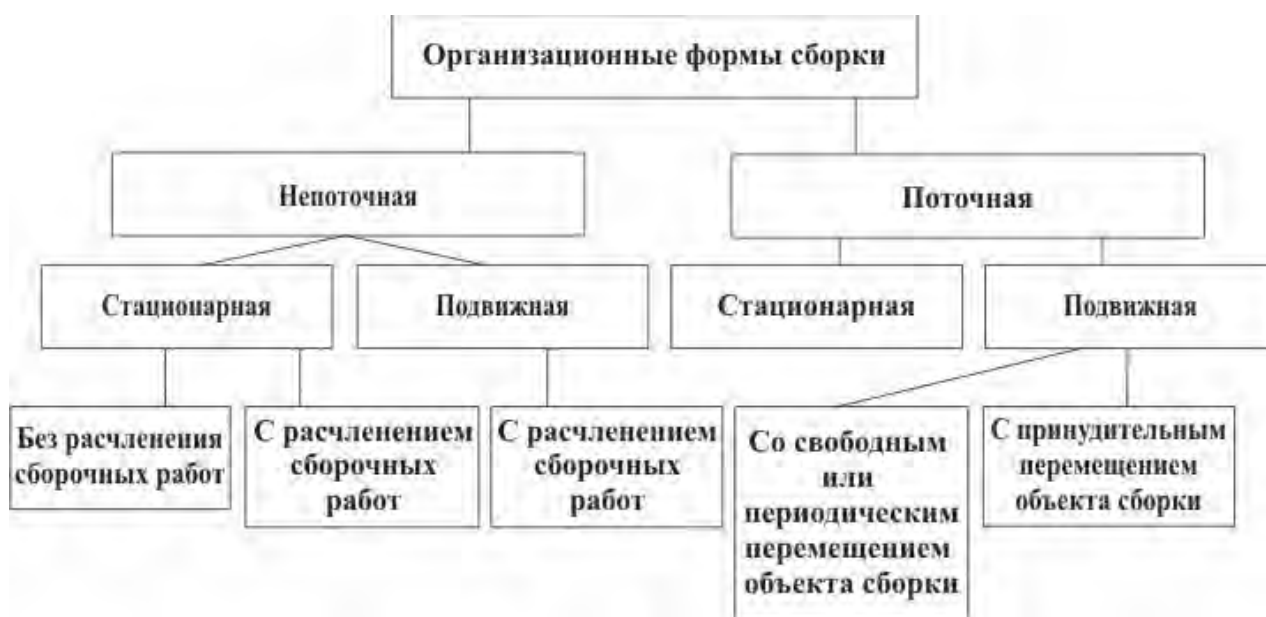 Организационные формы сборки
Непоточная
Поточная
Стационарная
Подвижная
Стационарная
Подвижная
Без расчленения
сборочных работ
С расчленением
сборочных
работ
С расчленением
сборочных
работ
Со свободным
или
периодическим
перемещением
объекта сборки
С принудительным
перемещением
объекта сборки